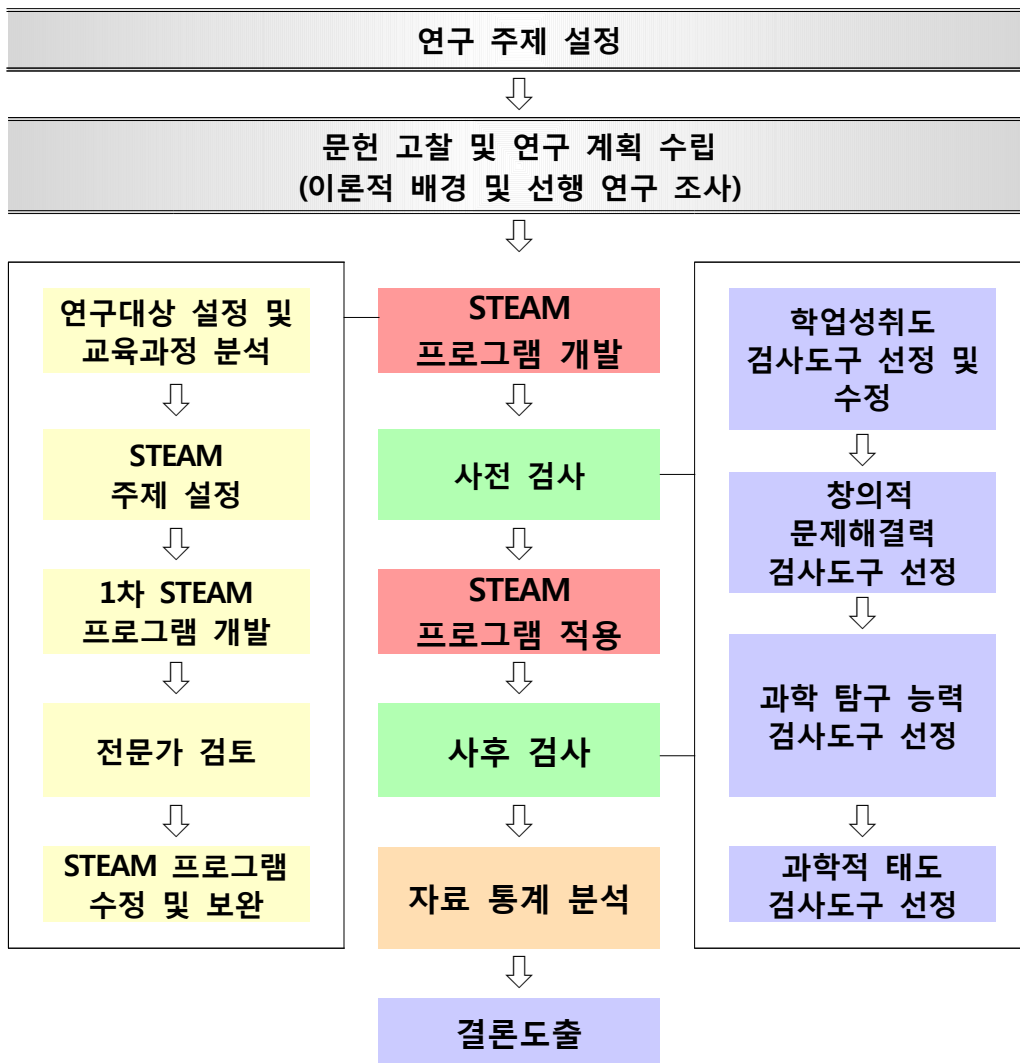 연구 주제 설정
문헌 고찰 및 연구 계획 수립
(이론적 배경 및 선행 연구 조사)
연구대상 설정 및
교육과정 분석
STEAM
주제 설정
1차 STEAM
프로그램 개발
전문가 검토
STEAM 프로그램
수정 및 보완
STEAM
프로그램 개발
사전 검사
STEAM
프로그램 적용
사후 검사
자료 통계 분석
결론도출
학업성취도
검사도구 선정 및
수정
창의적
문제해결력
검사도구 선정
과학 탐구 능력
검사도구 선정
과학적 태도
검사도구 선정